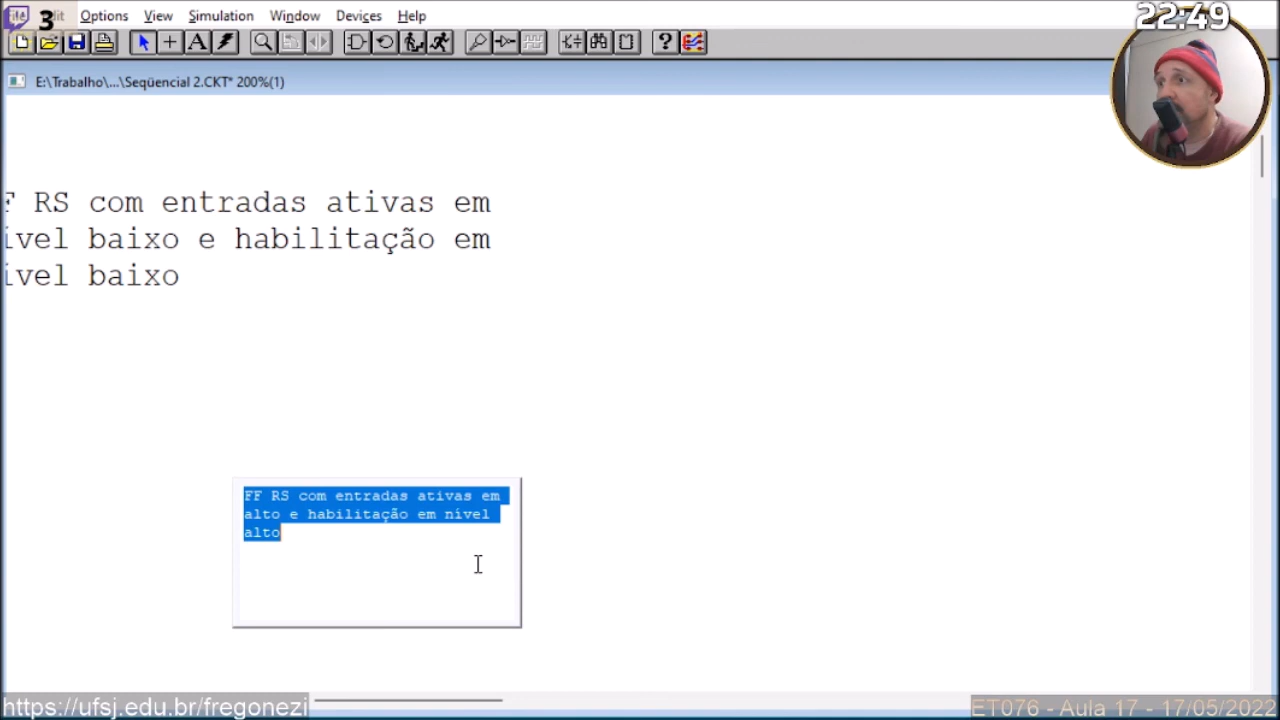 3
Options View Simulation Window Devices Help
22:49
E:\Trabalho\...\Seqüencial 2.CKT* 200%(1)
F RS com entradas ativas em
ível baixo e habilitação em
ível baixo
FF RS com entradas ativas em
alto e habilitação em nível
alto
https://ufsj.edu.br/fregonezi
ET076 - Aula 17 - 17/05/2022